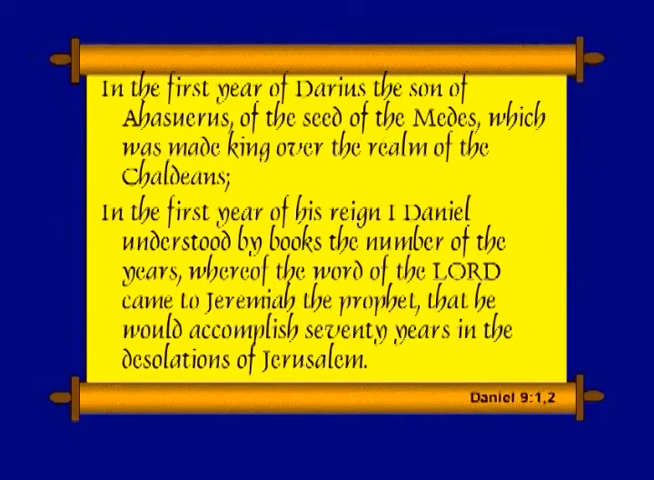 In the first year of Darius the son of
Ahasuerus, of the seed of the Medes, which
was made king over the realm of the
Chaldeans;
In the first year of his reign I Daniel
understood by books the number of the
years, whereof the word of the LORD
came to Jeremiah the prophet, that he
would accomplish seventy years in the
desolations of Jerusalem.
Daniel 9:1,2